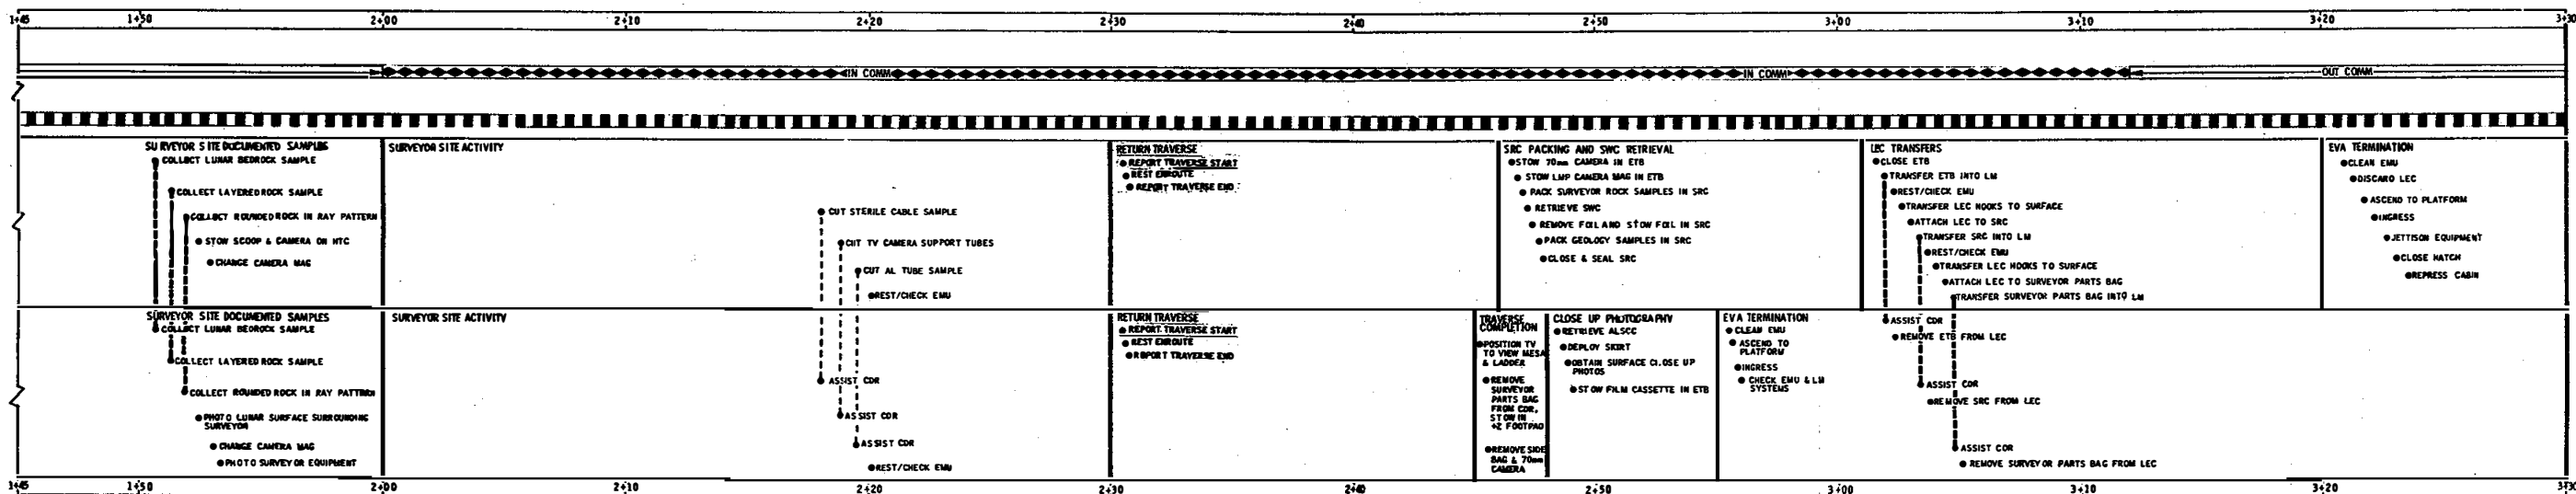 1+45 1+50 2+00 2+10 2+20 2+30 2+40 2+50 3+00 3+10 3+20 3+30
IN COMM IN COMM OUT COMM
SURVEYOR SITE DOCUMENTED SAMPLES
COLLECT LUNAR BEDROCK SAMPLE
COLLECT LAYERED ROCK SAMPLE
COLLECT ROUNDED ROCK IN RAY PATTERN
STOW SCOOP & CAMERA ON HTC
CHANGE CAMERA MAG
SURVEYOR SITE ACTIVITY
CUT STERILE CABLE SAMPLE
CUT TV CAMERA SUPPORT TUBES
CUT AL TUBE SAMPLE
REST/CHECK EMU
RETURN TRAVERSE
REPORT TRAVERSE START
REST ENROUTE
REPORT TRAVERSE END
SRC PACKING AND SWC RETRIEVAL
STOW 70mm CAMERA IN ETB
STOW LMP CAMERA MAG IN ETB
PACK SURVEYOR ROCK SAMPLES IN SRC
RETRIEVE SWC
REMOVE FOIL AND STOW FOIL IN SRC
PACK GEOLOGY SAMPLES IN SRC
CLOSE & SEAL SRC
LEC TRANSFERS
CLOSE ETB
TRANSFER ETB INTO LM
REST/CHECK EMU
TRANSFER LEC HOOKS TO SURFACE
ATTACH LEC TO SRC
TRANSFER SRC INTO LM
REST/CHECK EMU
TRANSFER LEC HOOKS TO SURFACE
ATTACH LEC TO SURVEYOR PARTS BAG
TRANSFER SURVEYOR PARTS BAG INTO LM
EVA TERMINATION
CLEAN EMU
DISCARD LEC
ASCEND TO PLATFORM
INGRESS
JETTISON EQUIPMENT
CLOSE HATCH
REPRESS CABIN
SURVEYOR SITE DOCUMENTED SAMPLES
COLLECT LUNAR BEDROCK SAMPLE
COLLECT LAYERED ROCK SAMPLE
COLLECT ROUNDED ROCK IN RAY PATTERN
PHOTO LUNAR SURFACE SURROUNDING
SURVEYOR
CHANGE CAMERA MAG
PHOTO SURVEYOR EQUIPMENT
SURVEYOR SITE ACTIVITY
ASSIST CDR
ASSIST CDR
ASSIST CDR
REST/CHECK EMU
RETURN TRAVERSE
REPORT TRAVERSE START
REST ENROUTE
REPORT TRAVERSE END
TRAVERSE
COMPLETION
POSITION TV
TO VIEW MESA
& LADDER
REMOVE
SURVEYOR
PARTS BAG
FROM CDR,
STOW IN
+Z FOOTPAD
REMOVE SIDE
BAG & 70mm
CAMERA
CLOSE UP PHOTOGRAPHY
RETRIEVE ALSCC
DEPLOY SKIRT
OBTAIN SURFACE CLOSE UP
PHOTOS
STOW FILM CASSETTE IN ETB
EVA TERMINATION
CLEAN EMU
ASCEND TO
PLATFORM
INGRESS
CHECK EMU & LM
SYSTEMS
ASSIST CDR
REMOVE ETB FROM LEC
ASSIST CDR
REMOVE SRC FROM LEC
ASSIST CDR
REMOVE SURVEYOR PARTS BAG FROM LEC
1+45 1+50 2+00 2+10 2+20 2+30 2+40 2+50 3+00 3+10 3+20 3+30